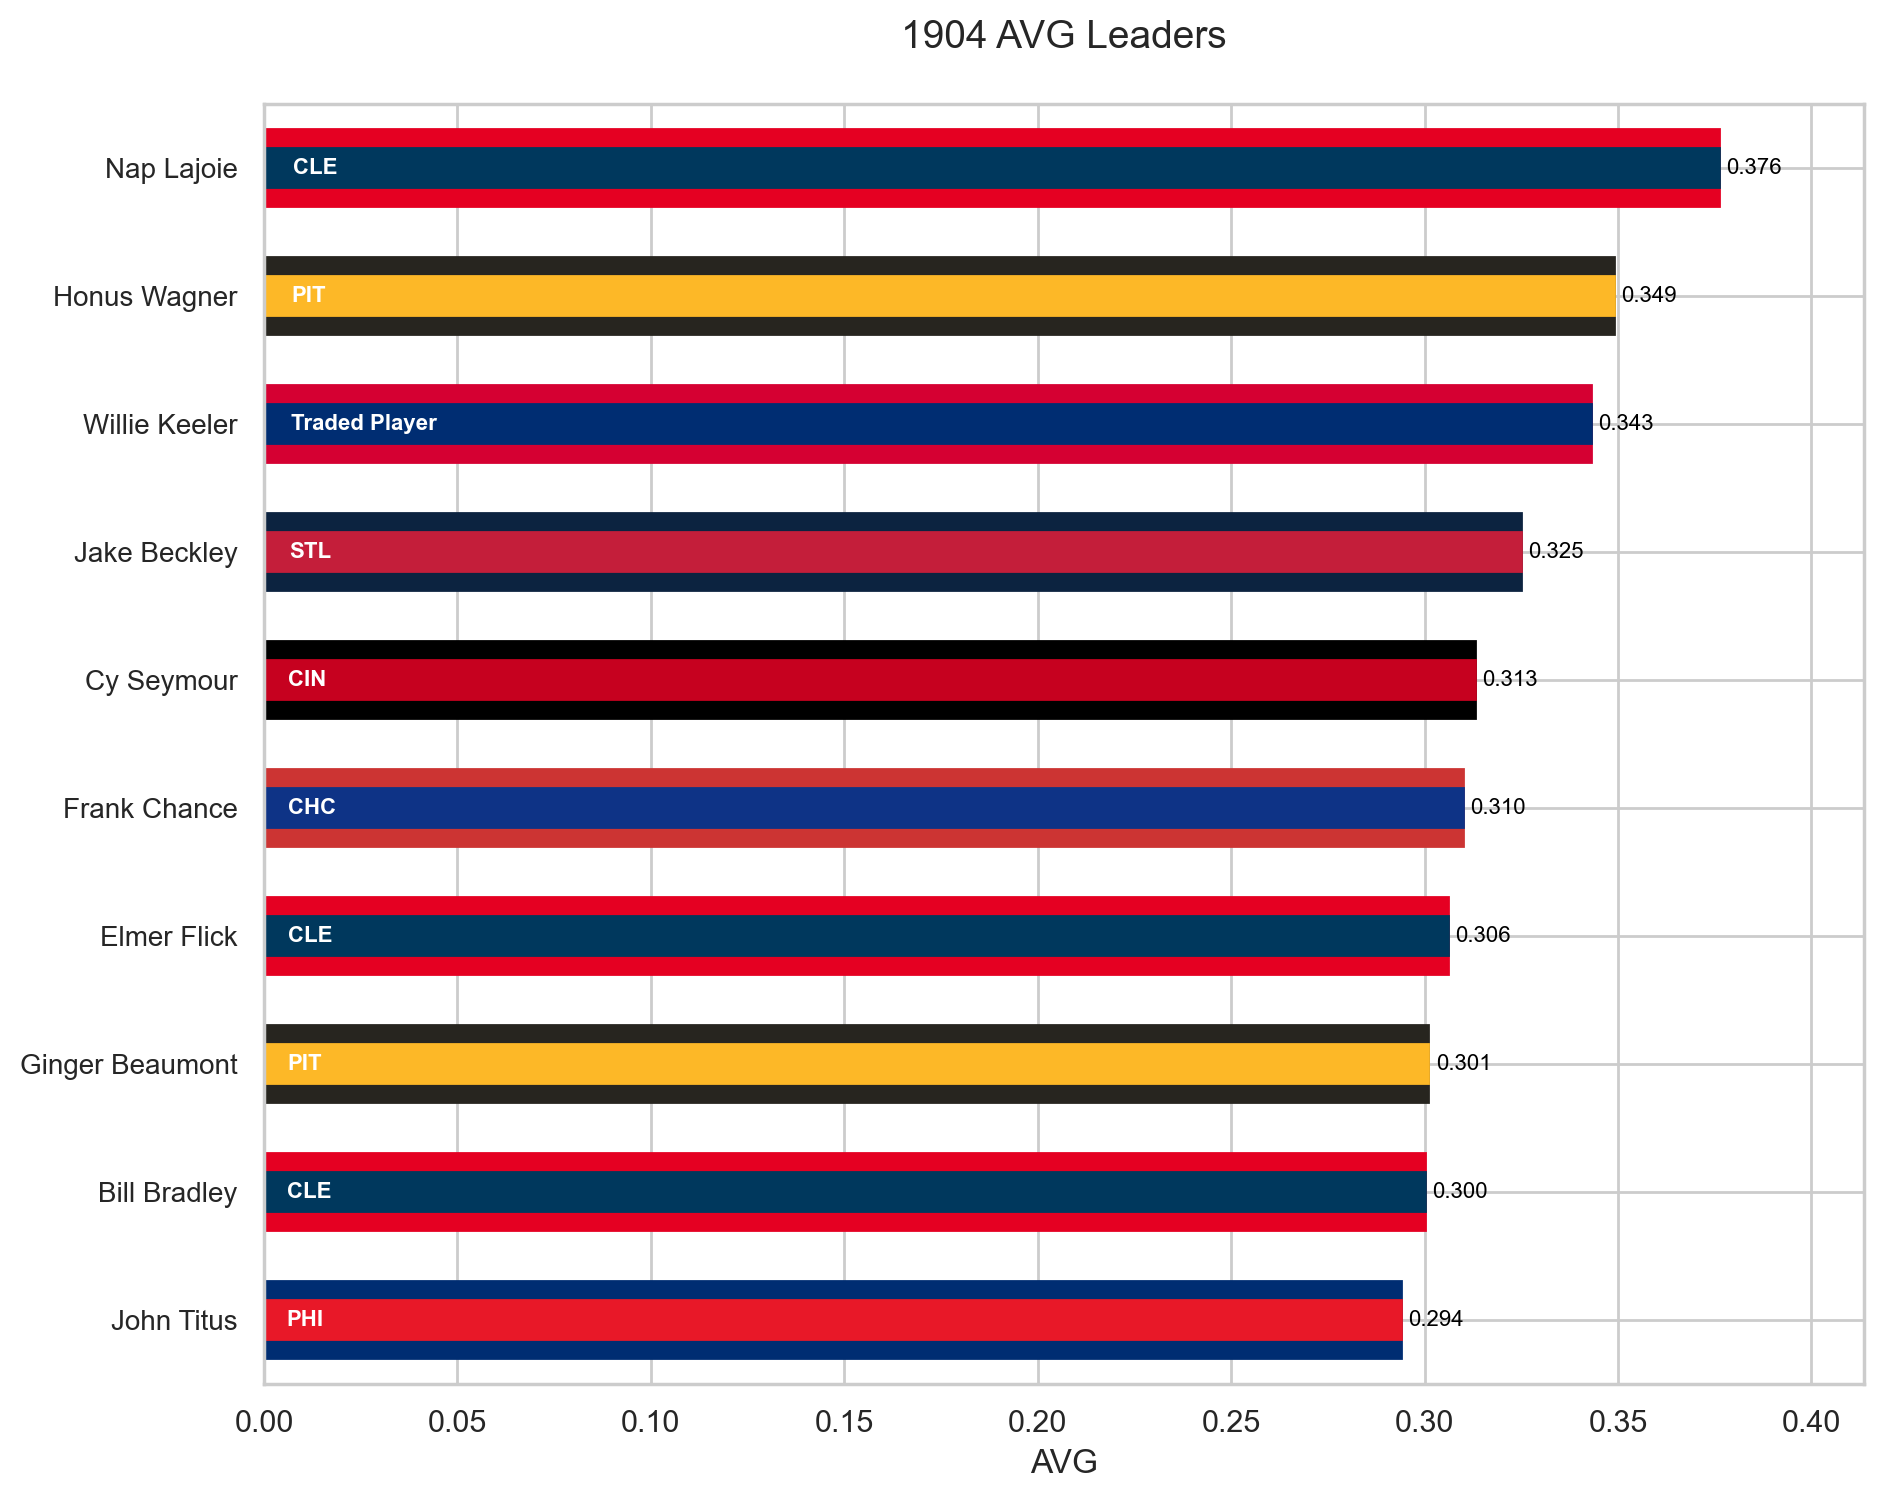 1904 AVG Leaders
Nap Lajoie CLE 0.376
Honus Wagner PIT 0.349
Willie Keeler Traded Player 0.343
Jake Beckley STL 0.325
Cy Seymour CIN 0.313
Frank Chance CHC 0.310
Elmer Flick CLE 0.306
Ginger Beaumont PIT 0.301
Bill Bradley CLE 0.300
John Titus PHI 0.294
0.00 0.05 0.10 0.15 0.20 0.25 0.30 0.35 0.40
AVG